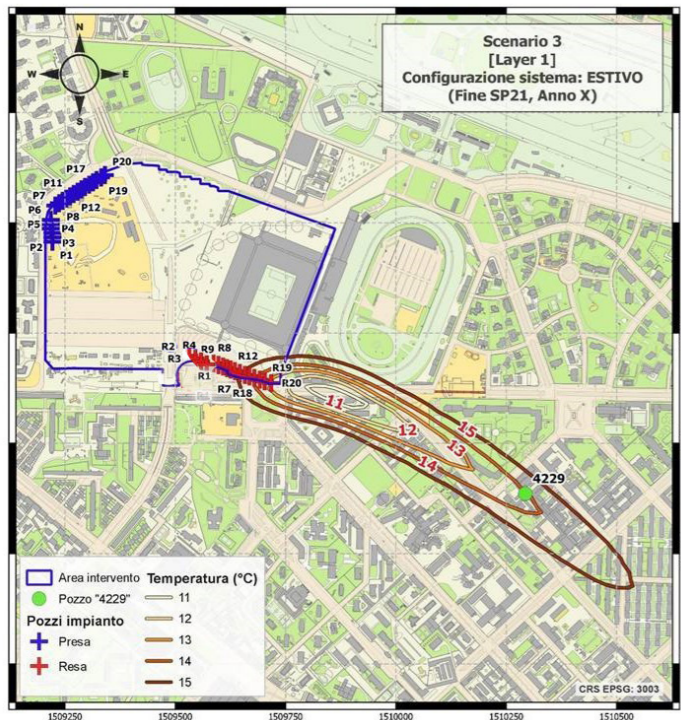 Scenario 3
[Layer 1]
Configurazione sistema: ESTIVO
(Fine SP21, Anno X)
N
W
E
S
P20
P17
P11
P19
P7
P12
P6
P8
P5
P4
P3
P2
P1
R2
R4
R9
R8
R3
R12
R1
R19
R7
R20
R18
11
12
15
13
14
4229
Area intervento
Pozzo "4229"
Pozzi impianto
Presa
Resa
Temperatura (°C)
11
12
13
14
15
CRS EPSG: 3003
1509250
1509500
1509750
1510000
1510250
1510500